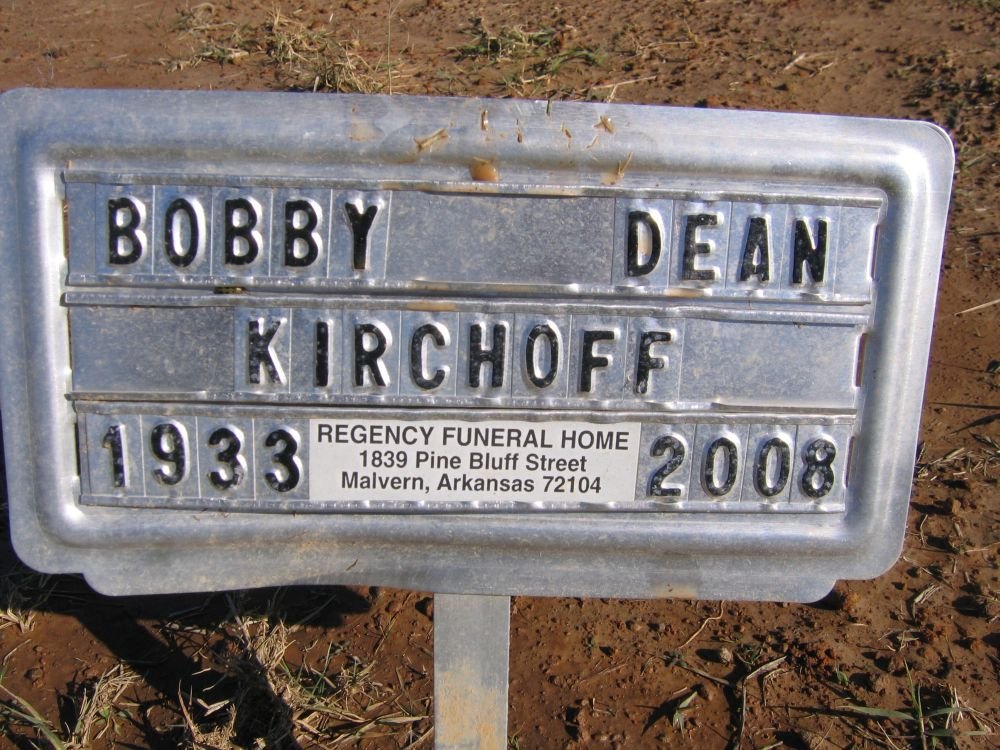 BOBBY DEAN
KIRCHOFF
1933 2008
REGENCY FUNERAL HOME
1839 Pine Bluff Street
Malvern, Arkansas 72104